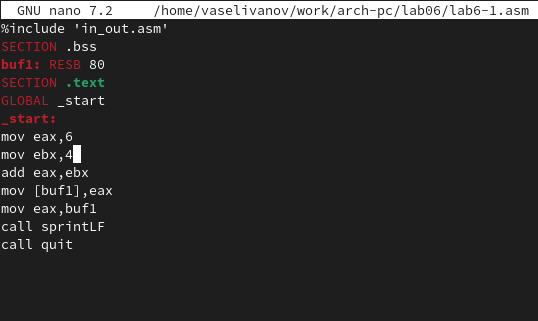 GNU nano 7.2 /home/vaselivanov/work/arch-pc/lab06/lab6-1.asm
%include 'in_out.asm'
SECTION .bss
buf1: RESB 80
SECTION .text
GLOBAL _start
_start:
mov eax,6
mov ebx,4
add eax,ebx
mov [buf1],eax
mov eax,buf1
call sprintLF
call quit